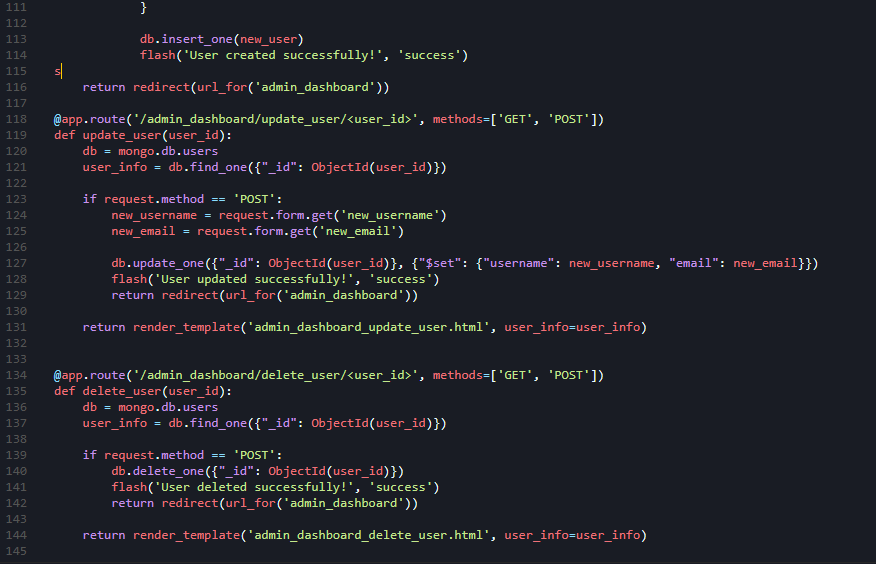 111                }
112
113                db.insert_one(new_user)
114                flash('User created successfully!', 'success')
115    s
116        return redirect(url_for('admin_dashboard'))
117
118    @app.route('/admin_dashboard/update_user/<user_id>', methods=['GET', 'POST'])
119    def update_user(user_id):
120        db = mongo.db.users
121        user_info = db.find_one({"_id": ObjectId(user_id)})
122
123        if request.method == 'POST':
124            new_username = request.form.get('new_username')
125            new_email = request.form.get('new_email')
126
127            db.update_one({"_id": ObjectId(user_id)}, {"$set": {"username": new_username, "email": new_email}})
128            flash('User updated successfully!', 'success')
129            return redirect(url_for('admin_dashboard'))
130
131        return render_template('admin_dashboard_update_user.html', user_info=user_info)
132
133
134    @app.route('/admin_dashboard/delete_user/<user_id>', methods=['GET', 'POST'])
135    def delete_user(user_id):
136        db = mongo.db.users
137        user_info = db.find_one({"_id": ObjectId(user_id)})
138
139        if request.method == 'POST':
140            db.delete_one({"_id": ObjectId(user_id)})
141            flash('User deleted successfully!', 'success')
142            return redirect(url_for('admin_dashboard'))
143
144        return render_template('admin_dashboard_delete_user.html', user_info=user_info)
145